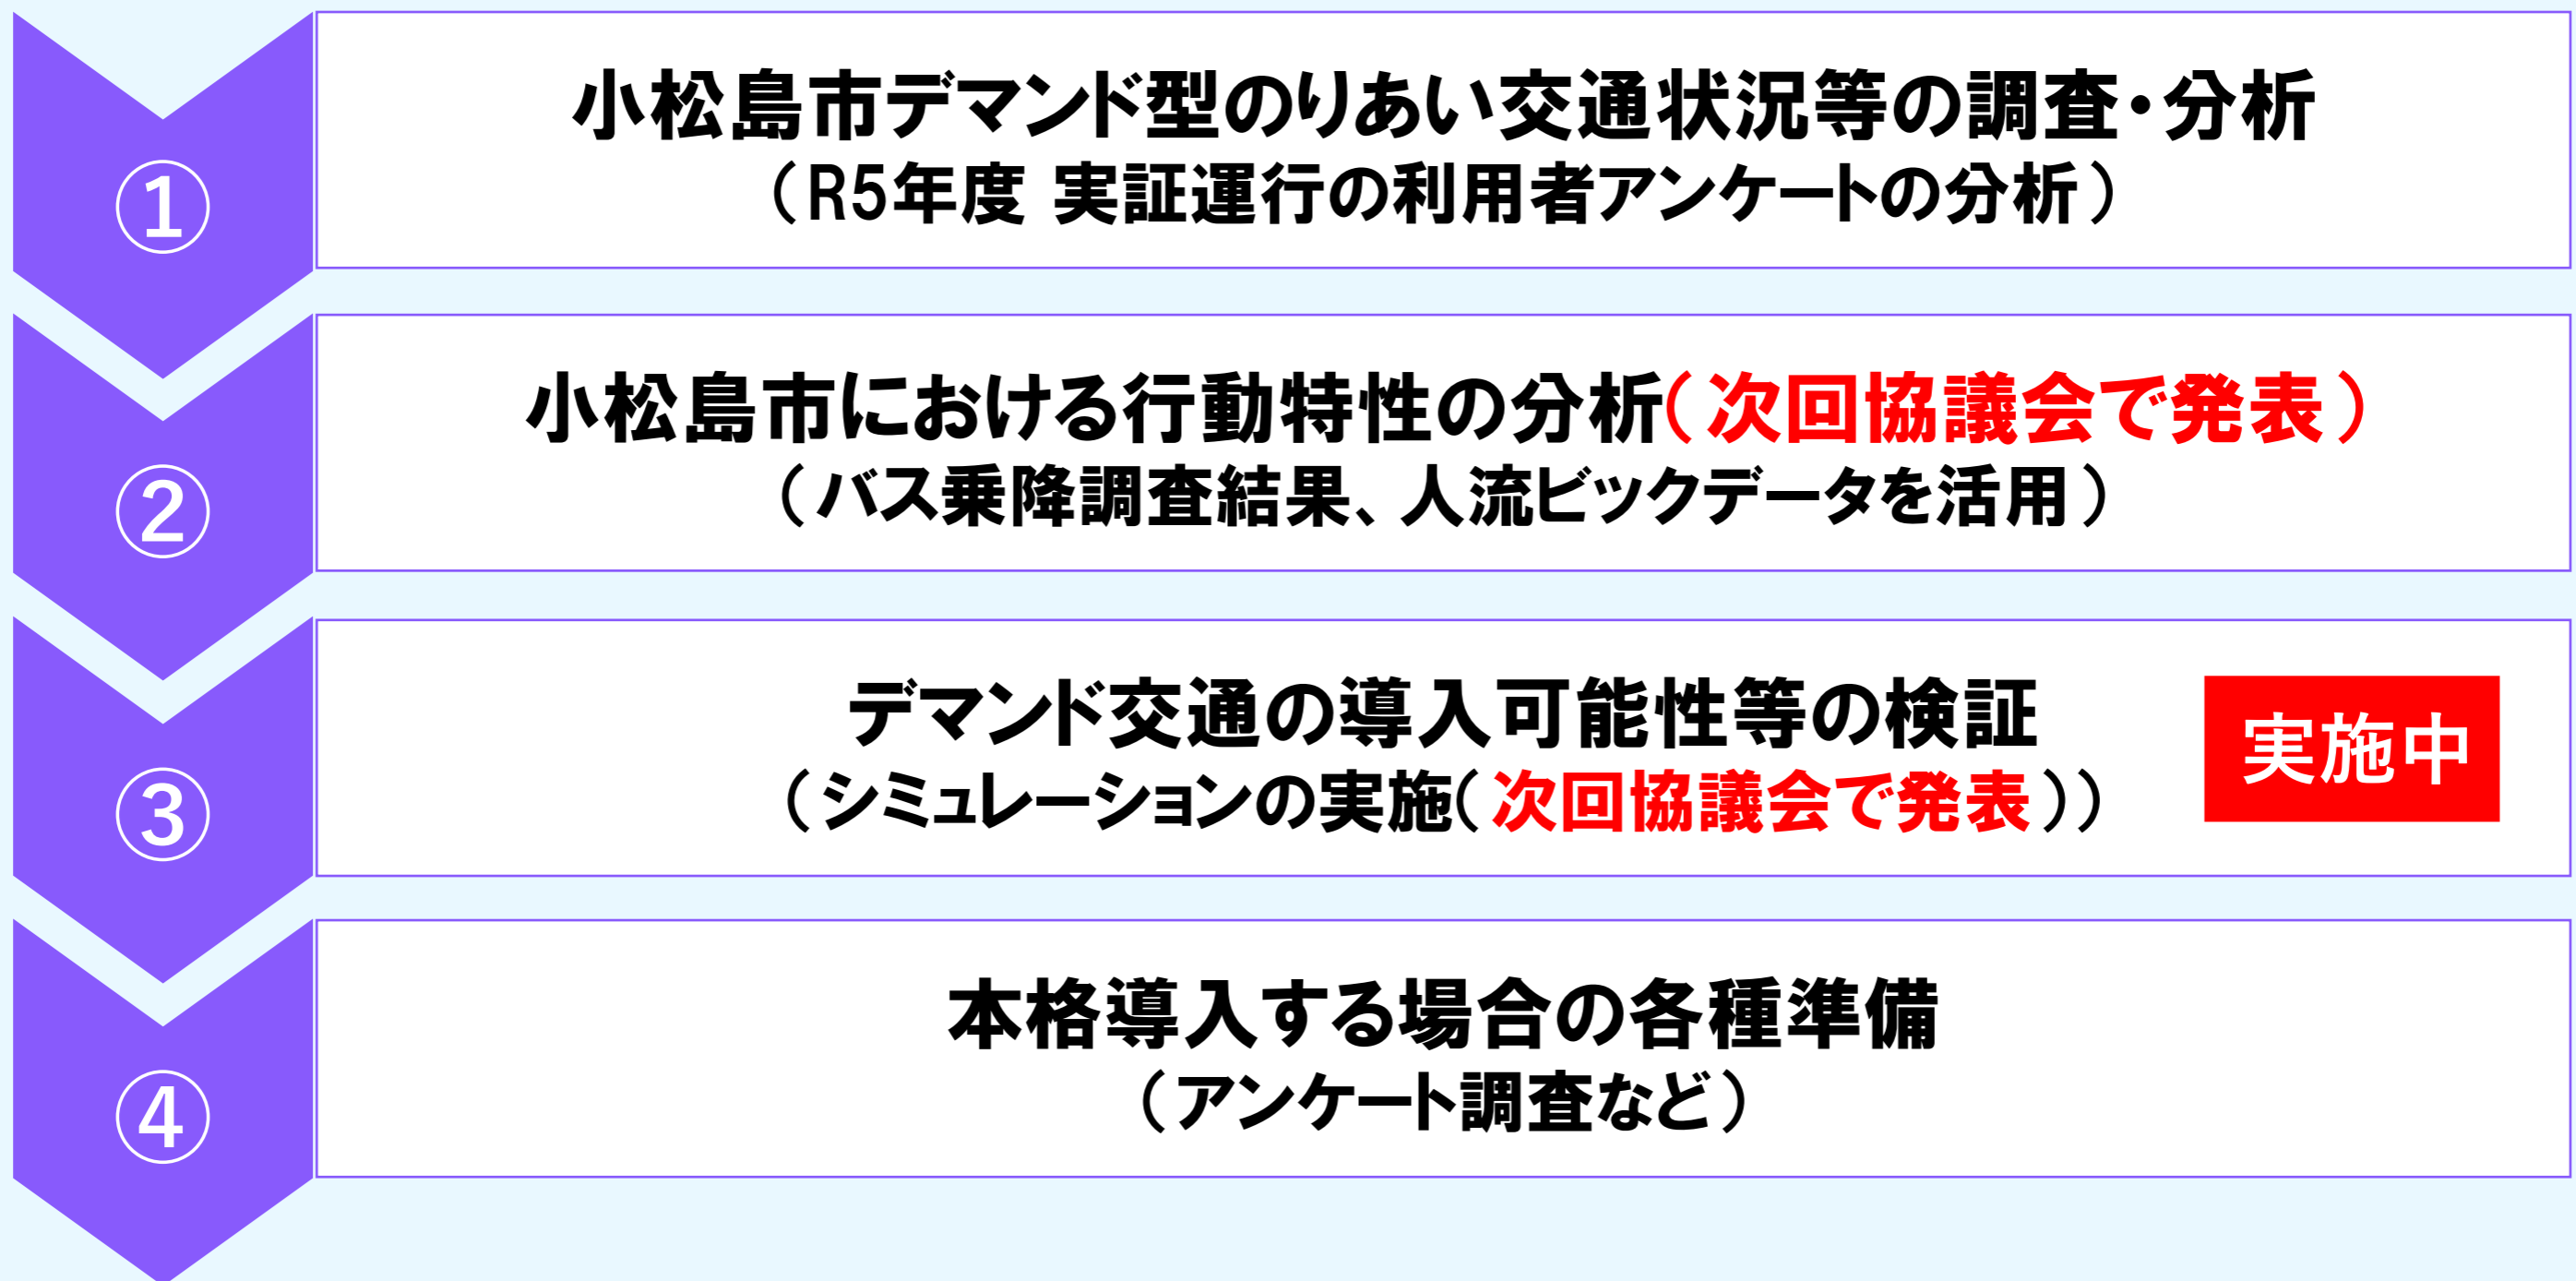 ①
小松島市デマンド型のりあい交通状況等の調査・分析
（R5年度 実証運行の利用者アンケートの分析）
②
小松島市における行動特性の分析（次回協議会で発表）
（バス乗降調査結果、人流ビックデータを活用）
③
デマンド交通の導入可能性等の検証
（シミュレーションの実施（次回協議会で発表））
実施中
④
本格導入する場合の各種準備
（アンケート調査など）